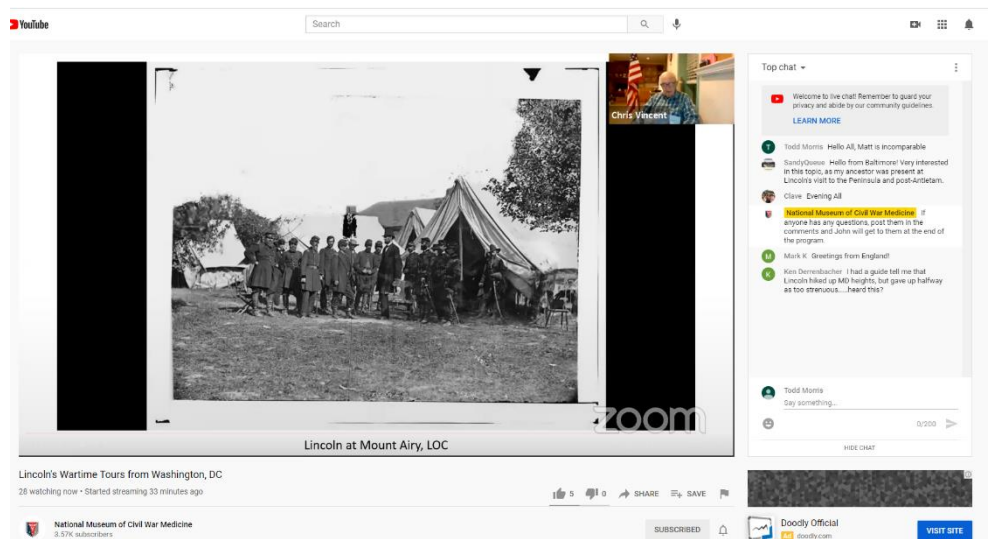 YouTube
Search
Chris Vincent
zoom
Lincoln at Mount Airy, LOC
Lincoln's Wartime Tours from Washington, DC
28 watching now • Started streaming 33 minutes ago
5
0
SHARE
SAVE
National Museum of Civil War Medicine
3.57K subscribers
SUBSCRIBED
Top chat
Welcome to live chat! Remember to guard your
privacy and abide by our community guidelines.
LEARN MORE
T
Todd Morris Hello All, Matt is incomparable
SandyQueue Hello from Baltimore! Very interested
in this topic, as my ancestor was present at
Lincoln's visit to the Peninsula and post-Antietam.
Clave Evening All
National Museum of Civil War Medicine If
anyone has any questions, post them in the
comments and John will get to them at the end of
the program.
M
Mark K Greetings from England!
K
Ken Derresbacher I had a guide tell me that
Lincoln hiked up MD heights, but gave up halfway
as too strenuous.....heard this?
Todd Morris
Say something...
0/200
HIDE CHAT
Doodly Official
Ad doodly.com
VISIT SITE